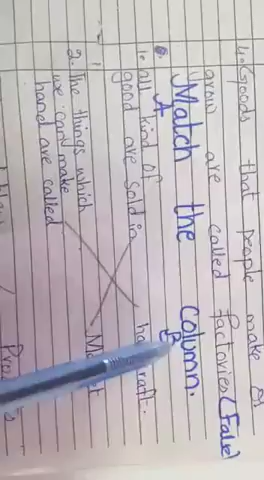 4. Goods that people make or
grow are called factories (False)
Match the column.
A
B
1. all kind of
good are Sold in
2. The things which
we can make
hand are called